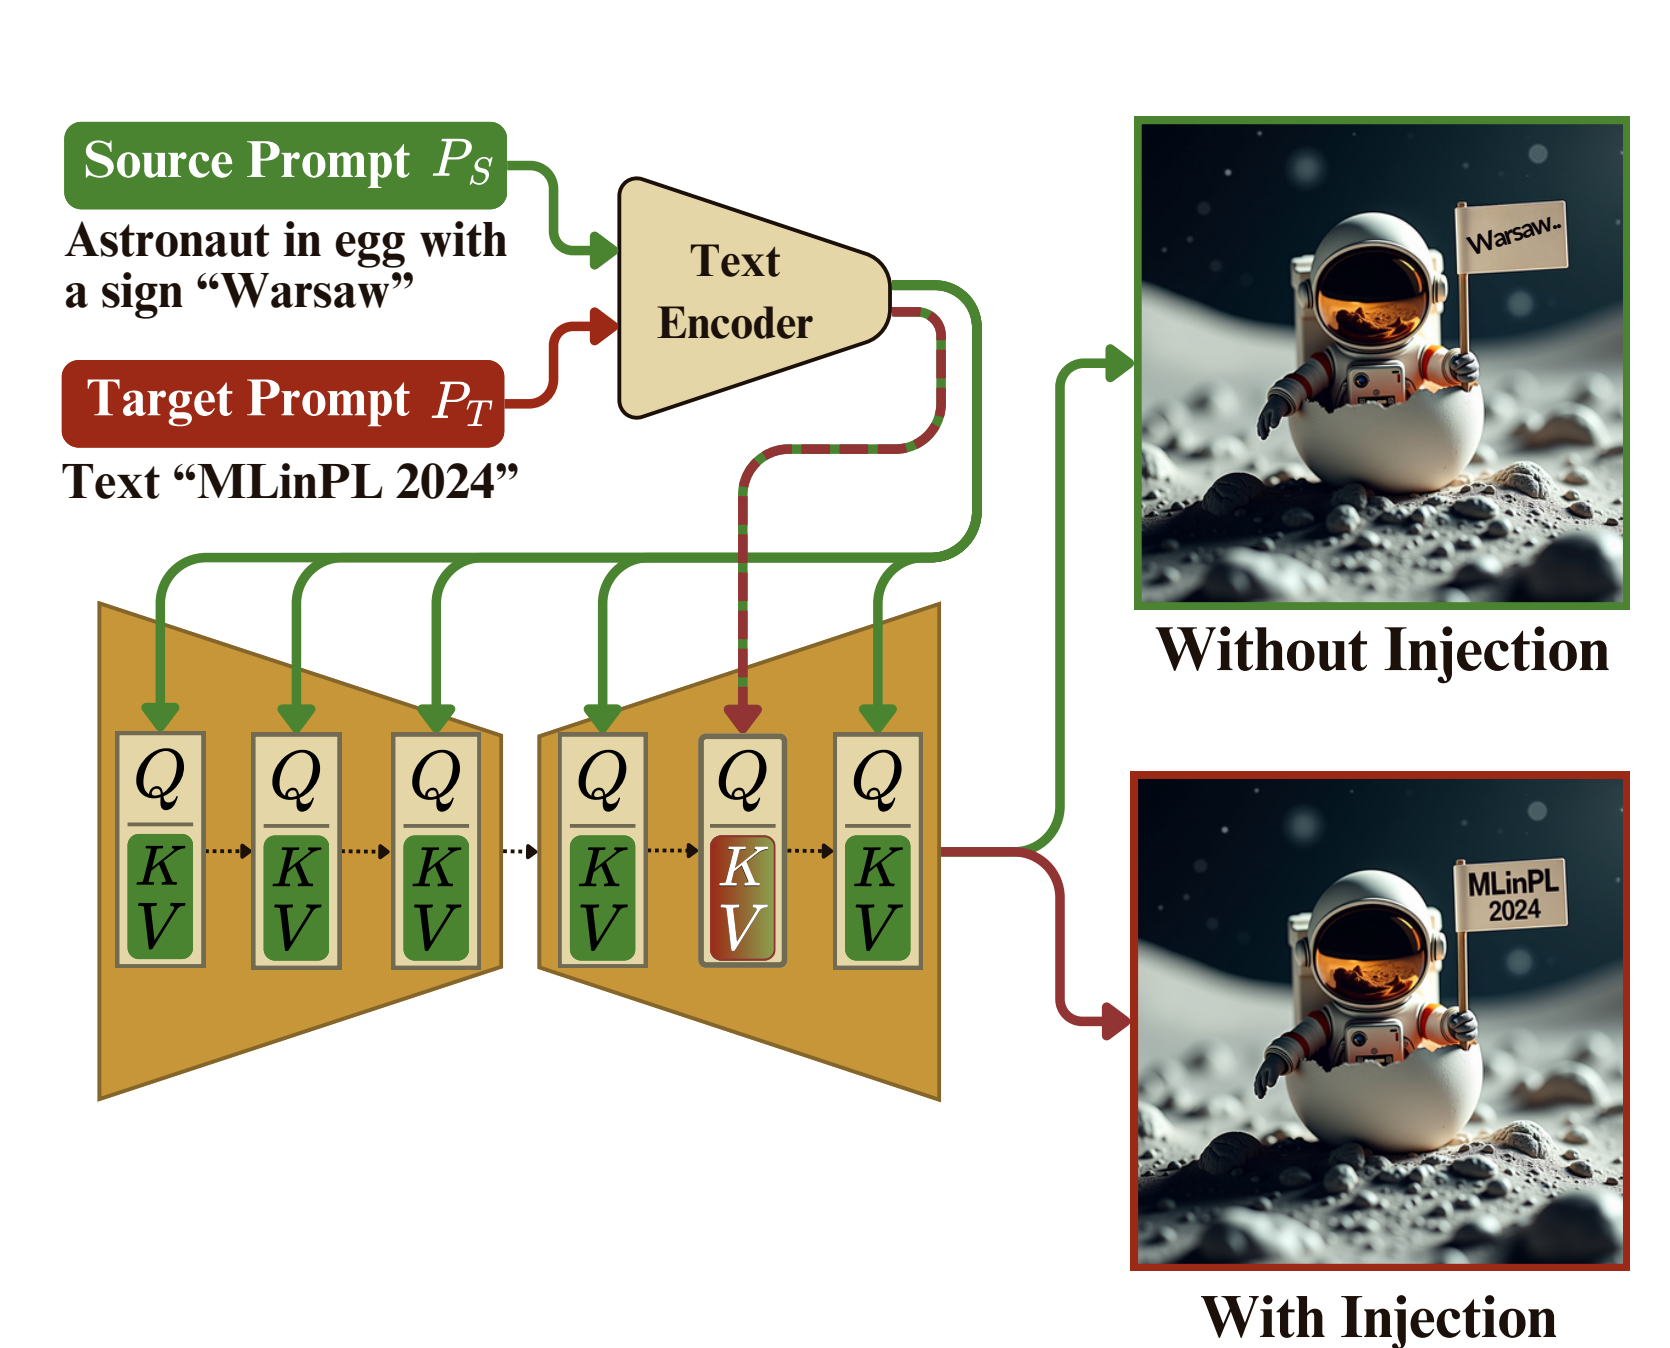 Source Prompt P_S
Astronaut in egg with
a sign “Warsaw”
Target Prompt P_T
Text “MLinPL 2024”
Text
Encoder
Q
K
V
Q
K
V
Q
K
V
Q
K
V
Q
K
V
Q
K
V
Warsaw..
Without Injection
MLinPL
2024
With Injection